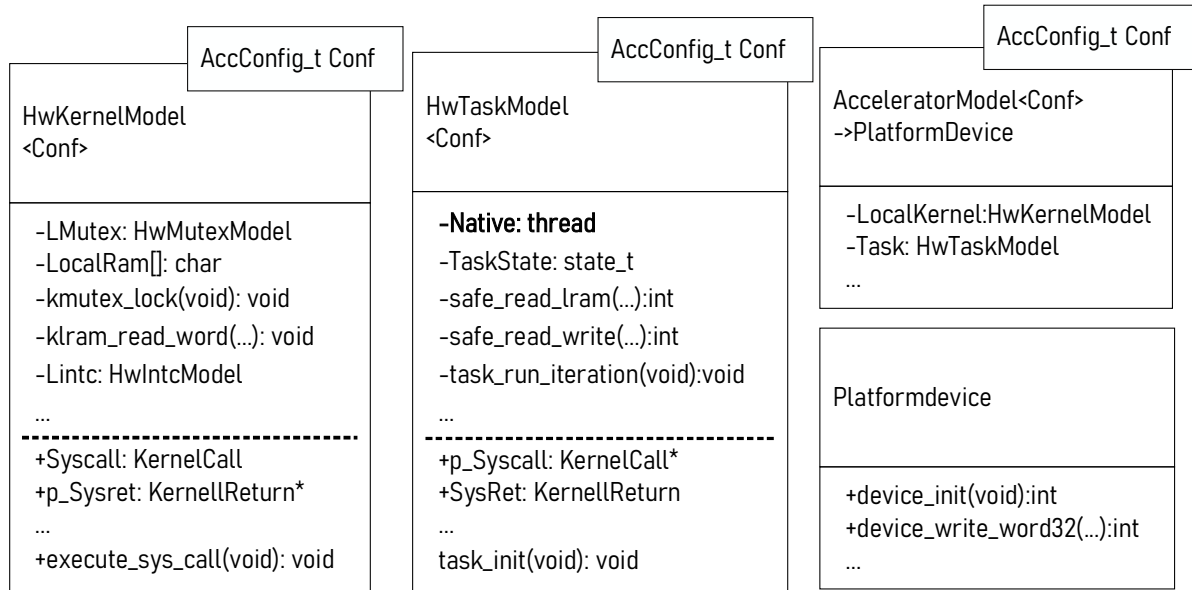 AccConfig_t Conf
HwKernelModel
<Conf>
-LMutex: HwMutexModel
-LocalRam[]: char
-kmutex_lock(void): void
-klram_read_word(...): void
-Lintc: HwIntcModel
...
+Syscall: KernelCall
+p_Sysret: KernellReturn*
...
+execute_sys_call(void): void
AccConfig_t Conf
HwTaskModel
<Conf>
-Native: thread
-TaskState: state_t
-safe_read_lram(...):int
-safe_read_write(...):int
-task_run_iteration(void):void
...
+p_Syscall: KernelCall*
+SysRet: KernellReturn
...
task_init(void): void
AccConfig_t Conf
AcceleratorModel<Conf>
->PlatformDevice
-LocalKernel:HwKernelModel
-Task: HwTaskModel
...
Platformdevice
+device_init(void):int
+device_write_word32(...):int
...